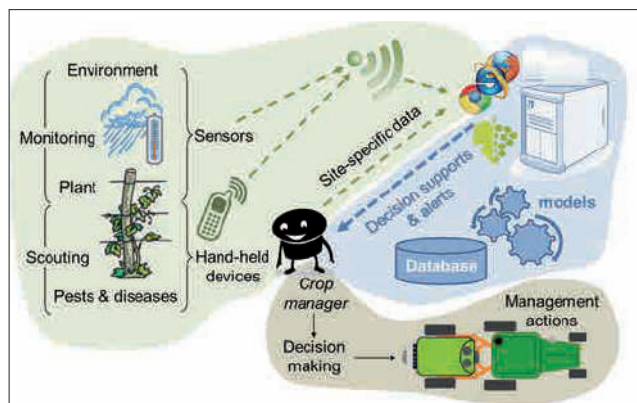 Environment
Monitoring
Sensors
Plant
Scouting
Hand-held
devices
Pests & diseases
Site-specific data
Decision supports
& alerts
models
Database
Crop
manager
Decision
making
Management
actions